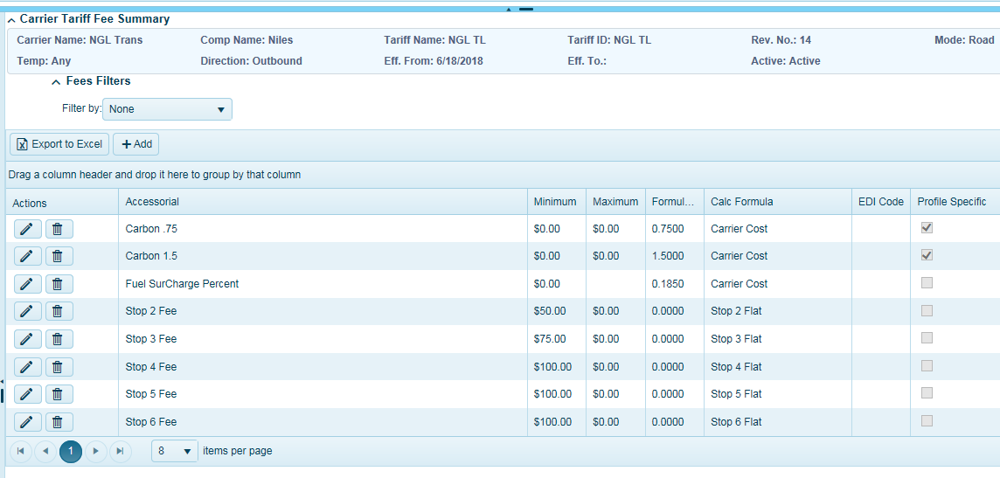 Carrier Tariff Fee Summary
Carrier Name: NGL Trans Comp Name: Niles Tariff Name: NGL TL Tariff ID: NGL TL Rev. No.: 14 Mode: Road
Temp: Any Direction: Outbound Eff. From: 6/18/2018 Eff. To.: Active: Active
Fees Filters
Filter by: None
Export to Excel Add
Drag a column header and drop it here to group by that column
Actions Accessorial Minimum Maximum Formul... Calc Formula EDI Code Profile Specific
Carbon .75 $0.00 $0.00 0.7500 Carrier Cost
Carbon 1.5 $0.00 $0.00 1.5000 Carrier Cost
Fuel SurCharge Percent $0.00 0.1850 Carrier Cost
Stop 2 Fee $50.00 $0.00 0.0000 Stop 2 Flat
Stop 3 Fee $75.00 $0.00 0.0000 Stop 3 Flat
Stop 4 Fee $100.00 $0.00 0.0000 Stop 4 Flat
Stop 5 Fee $100.00 $0.00 0.0000 Stop 5 Flat
Stop 6 Fee $100.00 $0.00 0.0000 Stop 6 Flat
1 8 items per page